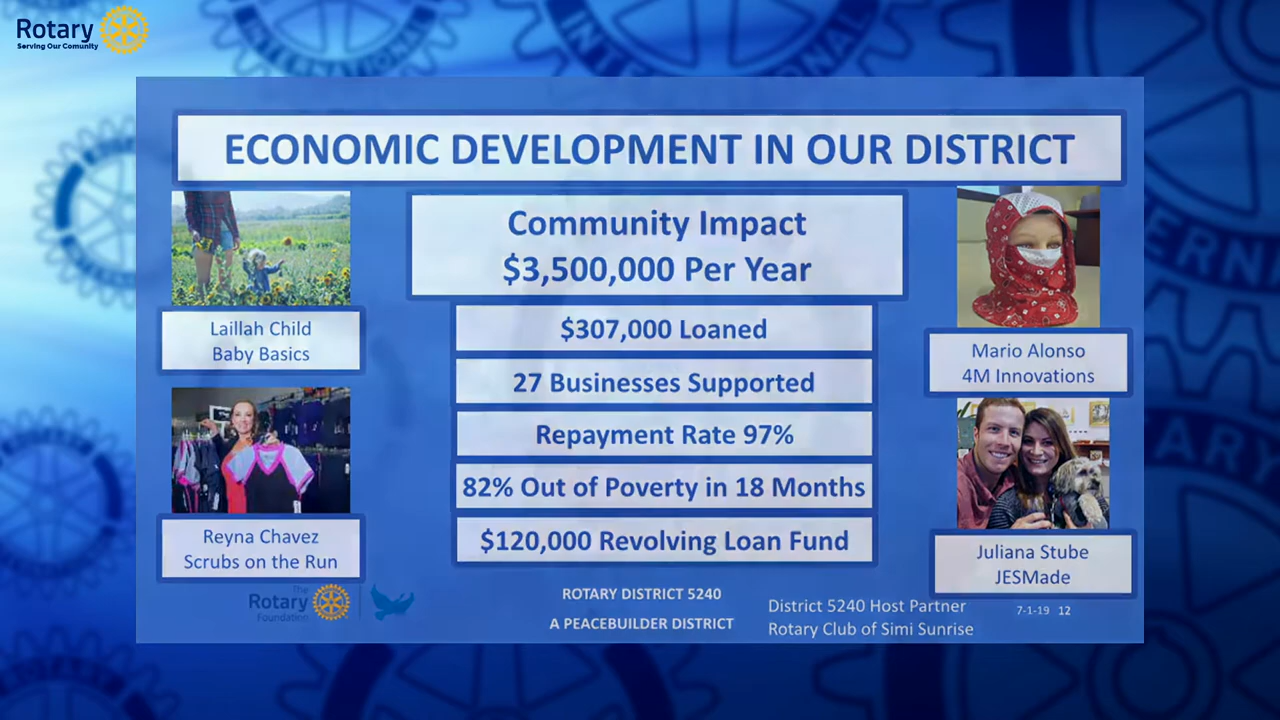 Rotary
Serving Our Comunity
ECONOMIC DEVELOPMENT IN OUR DISTRICT
Community Impact
$3,500,000 Per Year
$307,000 Loaned
27 Businesses Supported
Repayment Rate 97%
82% Out of Poverty in 18 Months
$120,000 Revolving Loan Fund
Laillah Child
Baby Basics
Reyna Chavez
Scrubs on the Run
Mario Alonso
4M Innovations
Juliana Stube
JESMade
The
Rotary
Foundation
ROTARY DISTRICT 5240
A PEACEBUILDER DISTRICT
District 5240 Host Partner
Rotary Club of Simi Sunrise
7-1-19 12
INTERNATIONAL